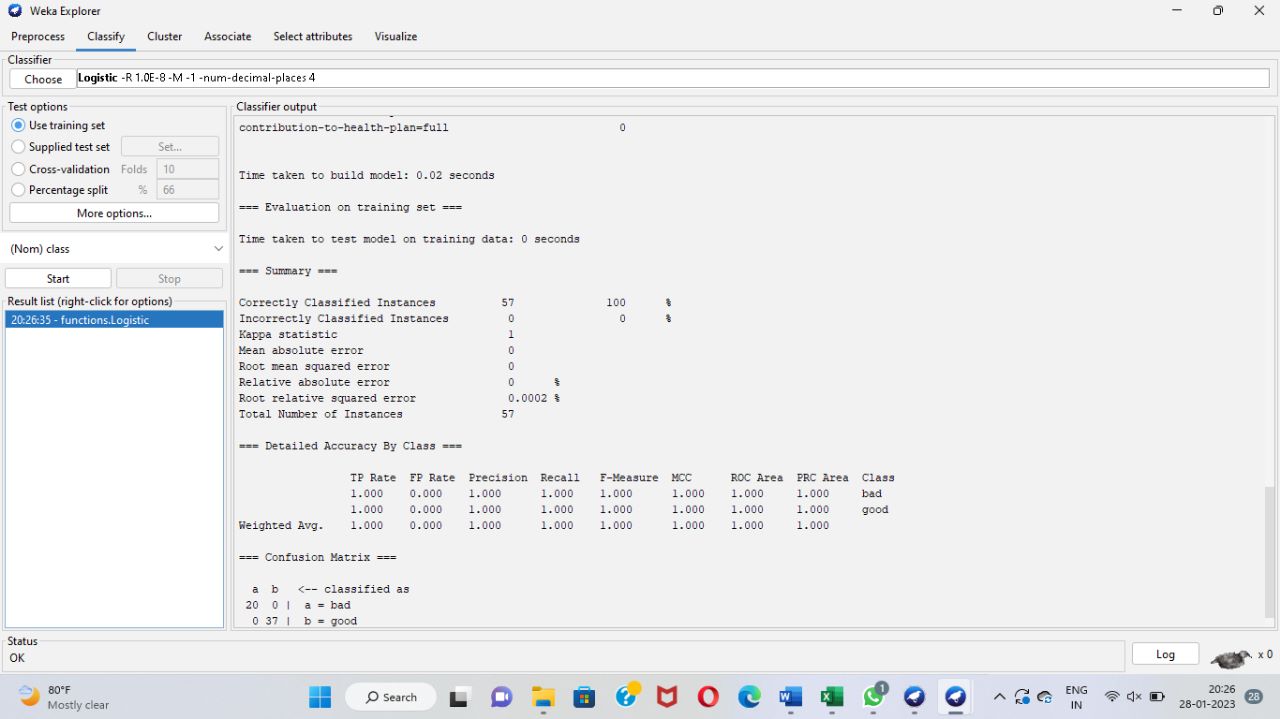 Weka Explorer
Preprocess Classify Cluster Associate Select attributes Visualize
Classifier
Choose Logistic -R 1.0E-8 -M -1 -num-decimal-places 4
Test options
Use training set
Supplied test set Set...
Cross-validation Folds 10
Percentage split % 66
More options...
(Nom) class
Start Stop
Result list (right-click for options)
20:26:35 - functions.Logistic
Classifier output
contribution-to-health-plan=full 0
Time taken to build model: 0.02 seconds
=== Evaluation on training set ===
Time taken to test model on training data: 0 seconds
=== Summary ===
Correctly Classified Instances 57 100 %
Incorrectly Classified Instances 0 0 %
Kappa statistic 1
Mean absolute error 0
Root mean squared error 0
Relative absolute error 0 %
Root relative squared error 0.0002 %
Total Number of Instances 57
=== Detailed Accuracy By Class ===
TP Rate FP Rate Precision Recall F-Measure MCC ROC Area PRC Area Class
1.000 0.000 1.000 1.000 1.000 1.000 1.000 1.000 bad
1.000 0.000 1.000 1.000 1.000 1.000 1.000 1.000 good
Weighted Avg. 1.000 0.000 1.000 1.000 1.000 1.000 1.000 1.000
=== Confusion Matrix ===
a b <-- classified as
20 0 | a = bad
0 37 | b = good
Status
OK
Log x 0
80°F
Mostly clear
Search
1
ENG
IN
20:26
28-01-2023
28